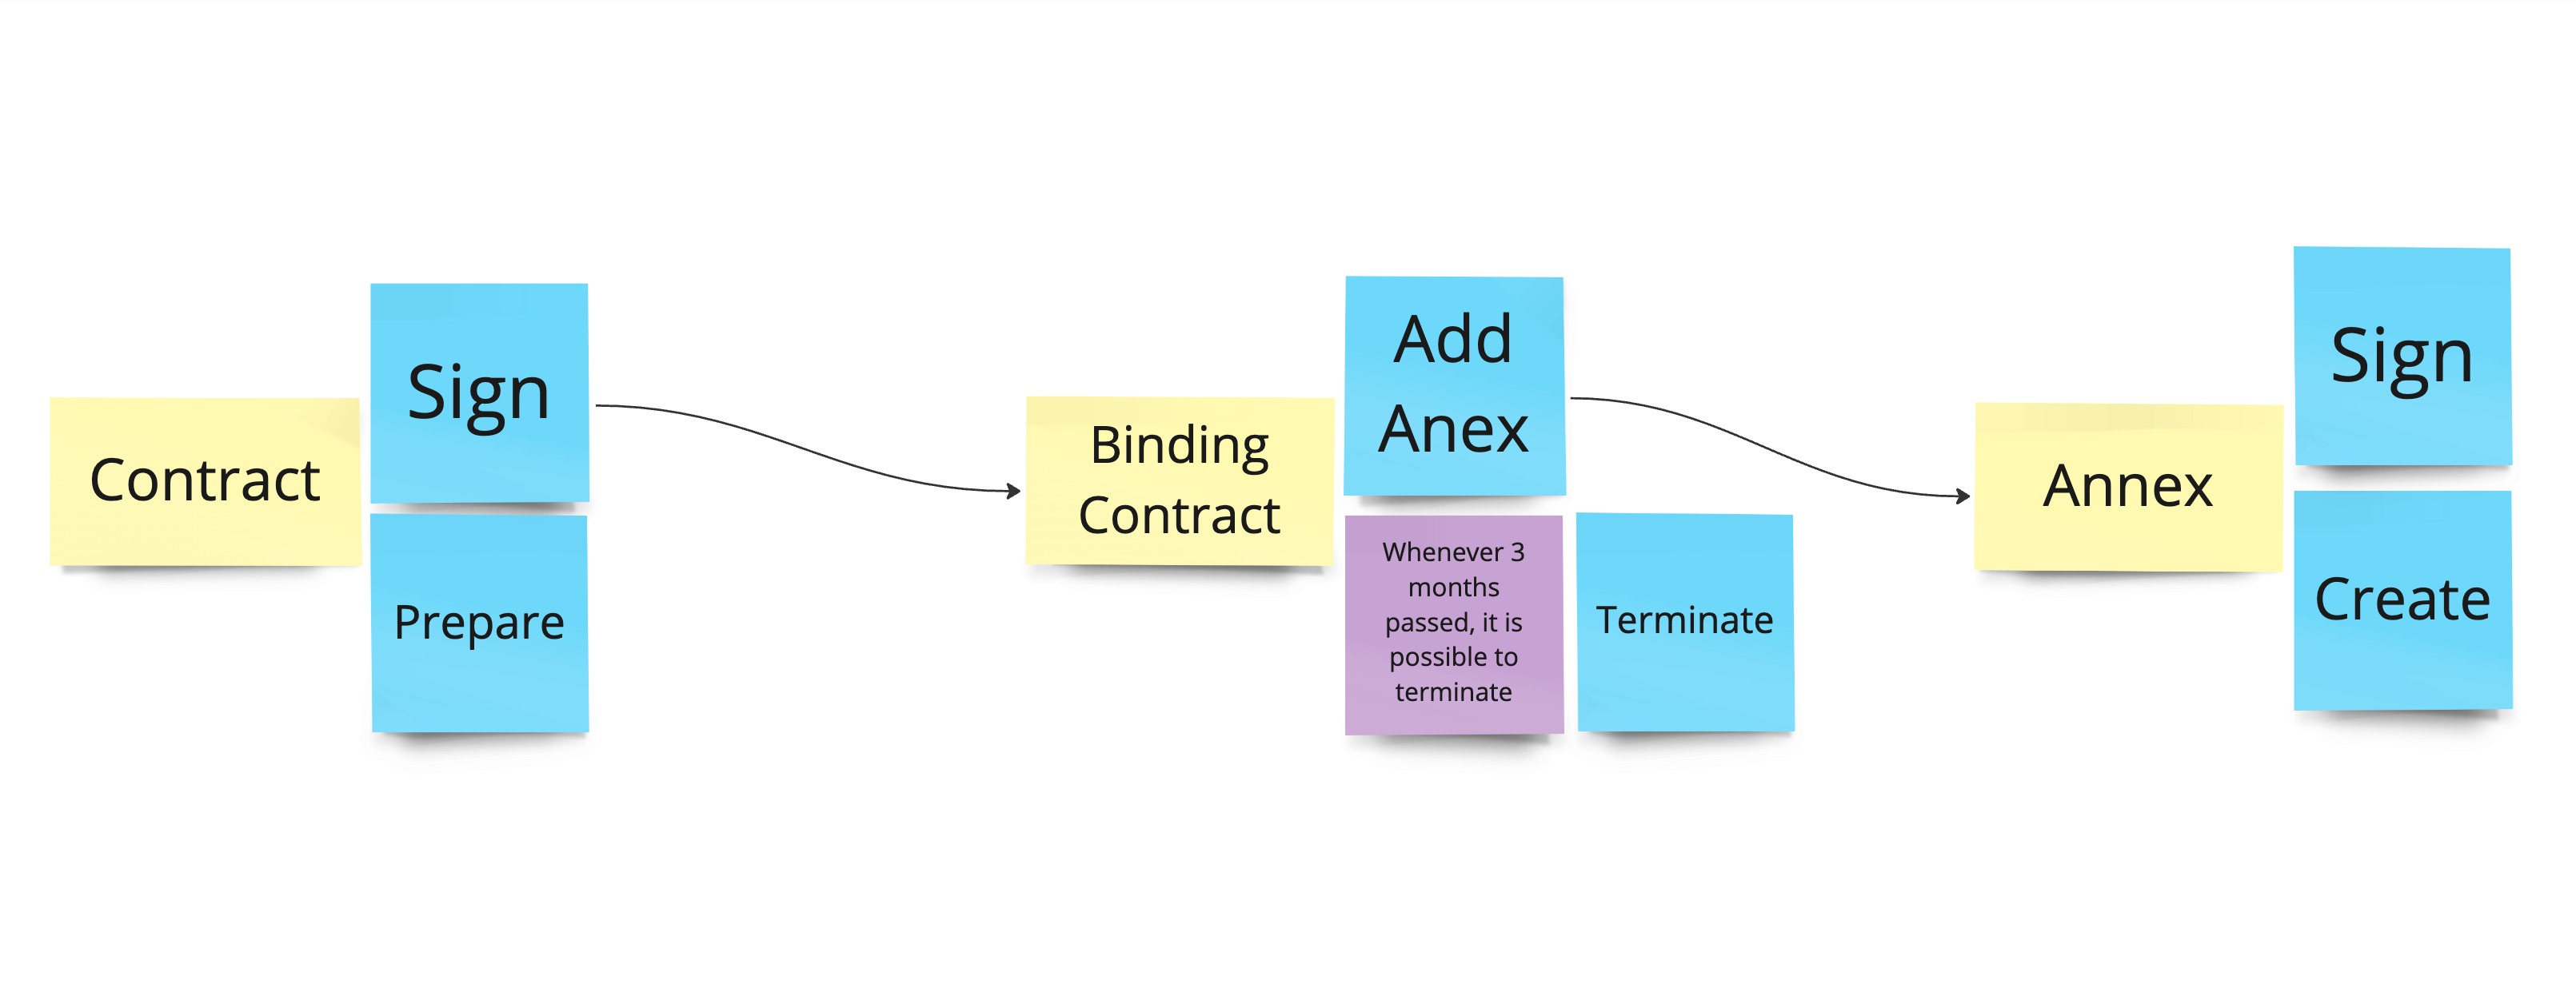 Contract
Sign
Prepare
Binding
Contract
Add
Anex
Whenever 3
months
passed, it is
possible to
terminate
Terminate
Annex
Sign
Create